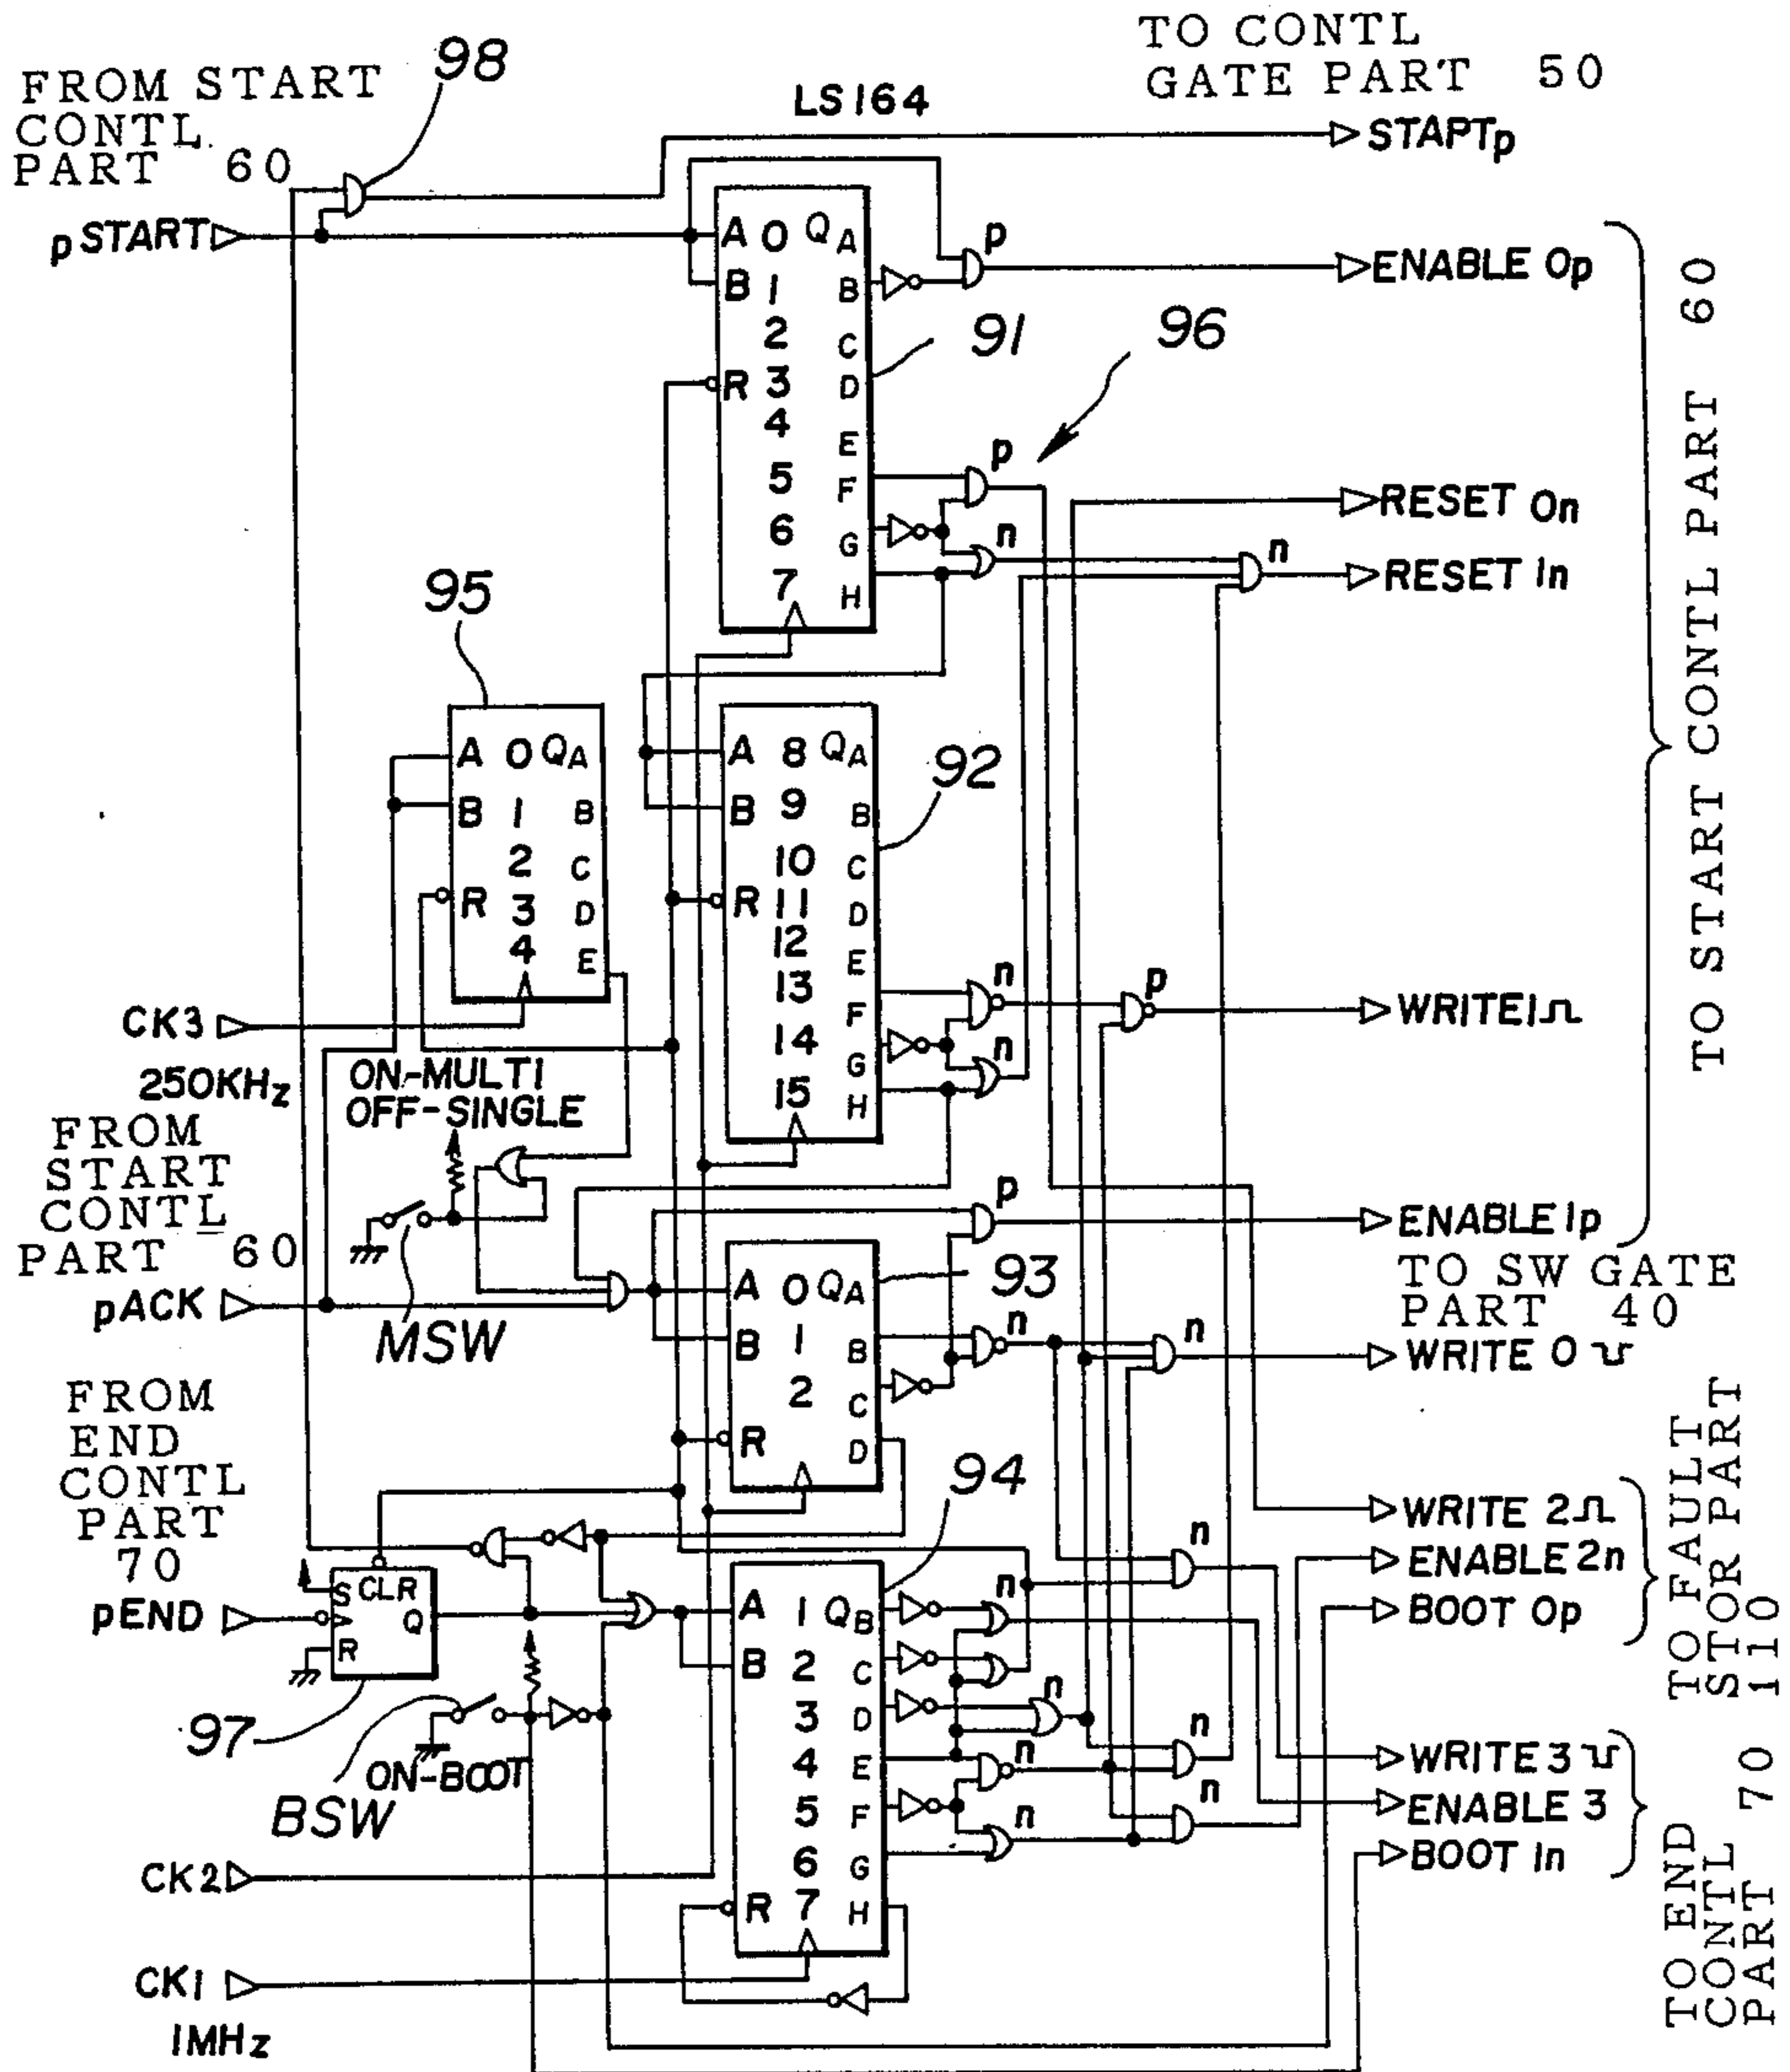 FROM START
CONTL
PART 60
98
TO CONTL
GATE PART 50
LS164
STAPTp
pSTART
A 0 QA
B 1 B
2 C
R 3 D
4 E
5 F
6 G
7 H
p
ENABLE 0p
91
96
p
n
RESET 0n
n
RESET 1n
TO START CONTL PART 60
95
A 0 QA
B 1 B
2 C
R 3 D
4 E
A 8 QA
B 9 B
10 C
R 11 D
12 E
13 F
14 G
15 H
92
n
n
p
WRITE1
CK3
250KHz
ON-MULTI
OFF-SINGLE
FROM
START
CONTL
PART 60
pACK
MSW
p
ENABLE 1p
TO SW GATE
PART 40
A 0 QA
B 1 B
2 C
R D
93
n
n
WRITE 0
FROM
END
CONTL
PART
70
pEND
S CLR
Q
R
97
BSW
ON-BOOT
94
A 1 QB
B 2 C
3 D
4 E
5 F
6 G
R 7 H
n
n
n
n
n
n
n
WRITE 2
ENABLE 2n
BOOT 0p
TO FAULT
STOR PART
110
WRITE 3
ENABLE 3
BOOT 1n
TO END
CONTL
PART 70
CK2
CK1
1MHz